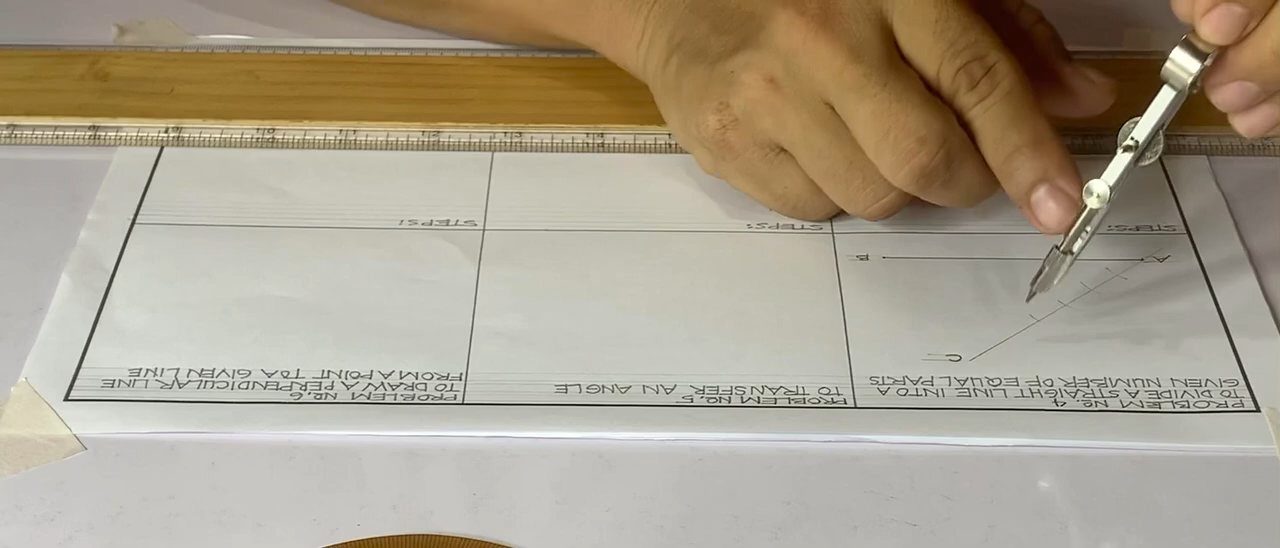 PROBLEM NO. 4
TO DIVIDE A STRAIGHT LINE INTO A
GIVEN NUMBER OF EQUAL PARTS
C
A
B
STEPS:
PROBLEM NO. 5
TO TRANSFER AN ANGLE
STEPS:
PROBLEM NO. 6
TO DRAW A PERPENDICULAR LINE
FROM A POINT TO A GIVEN LINE
STEPS: